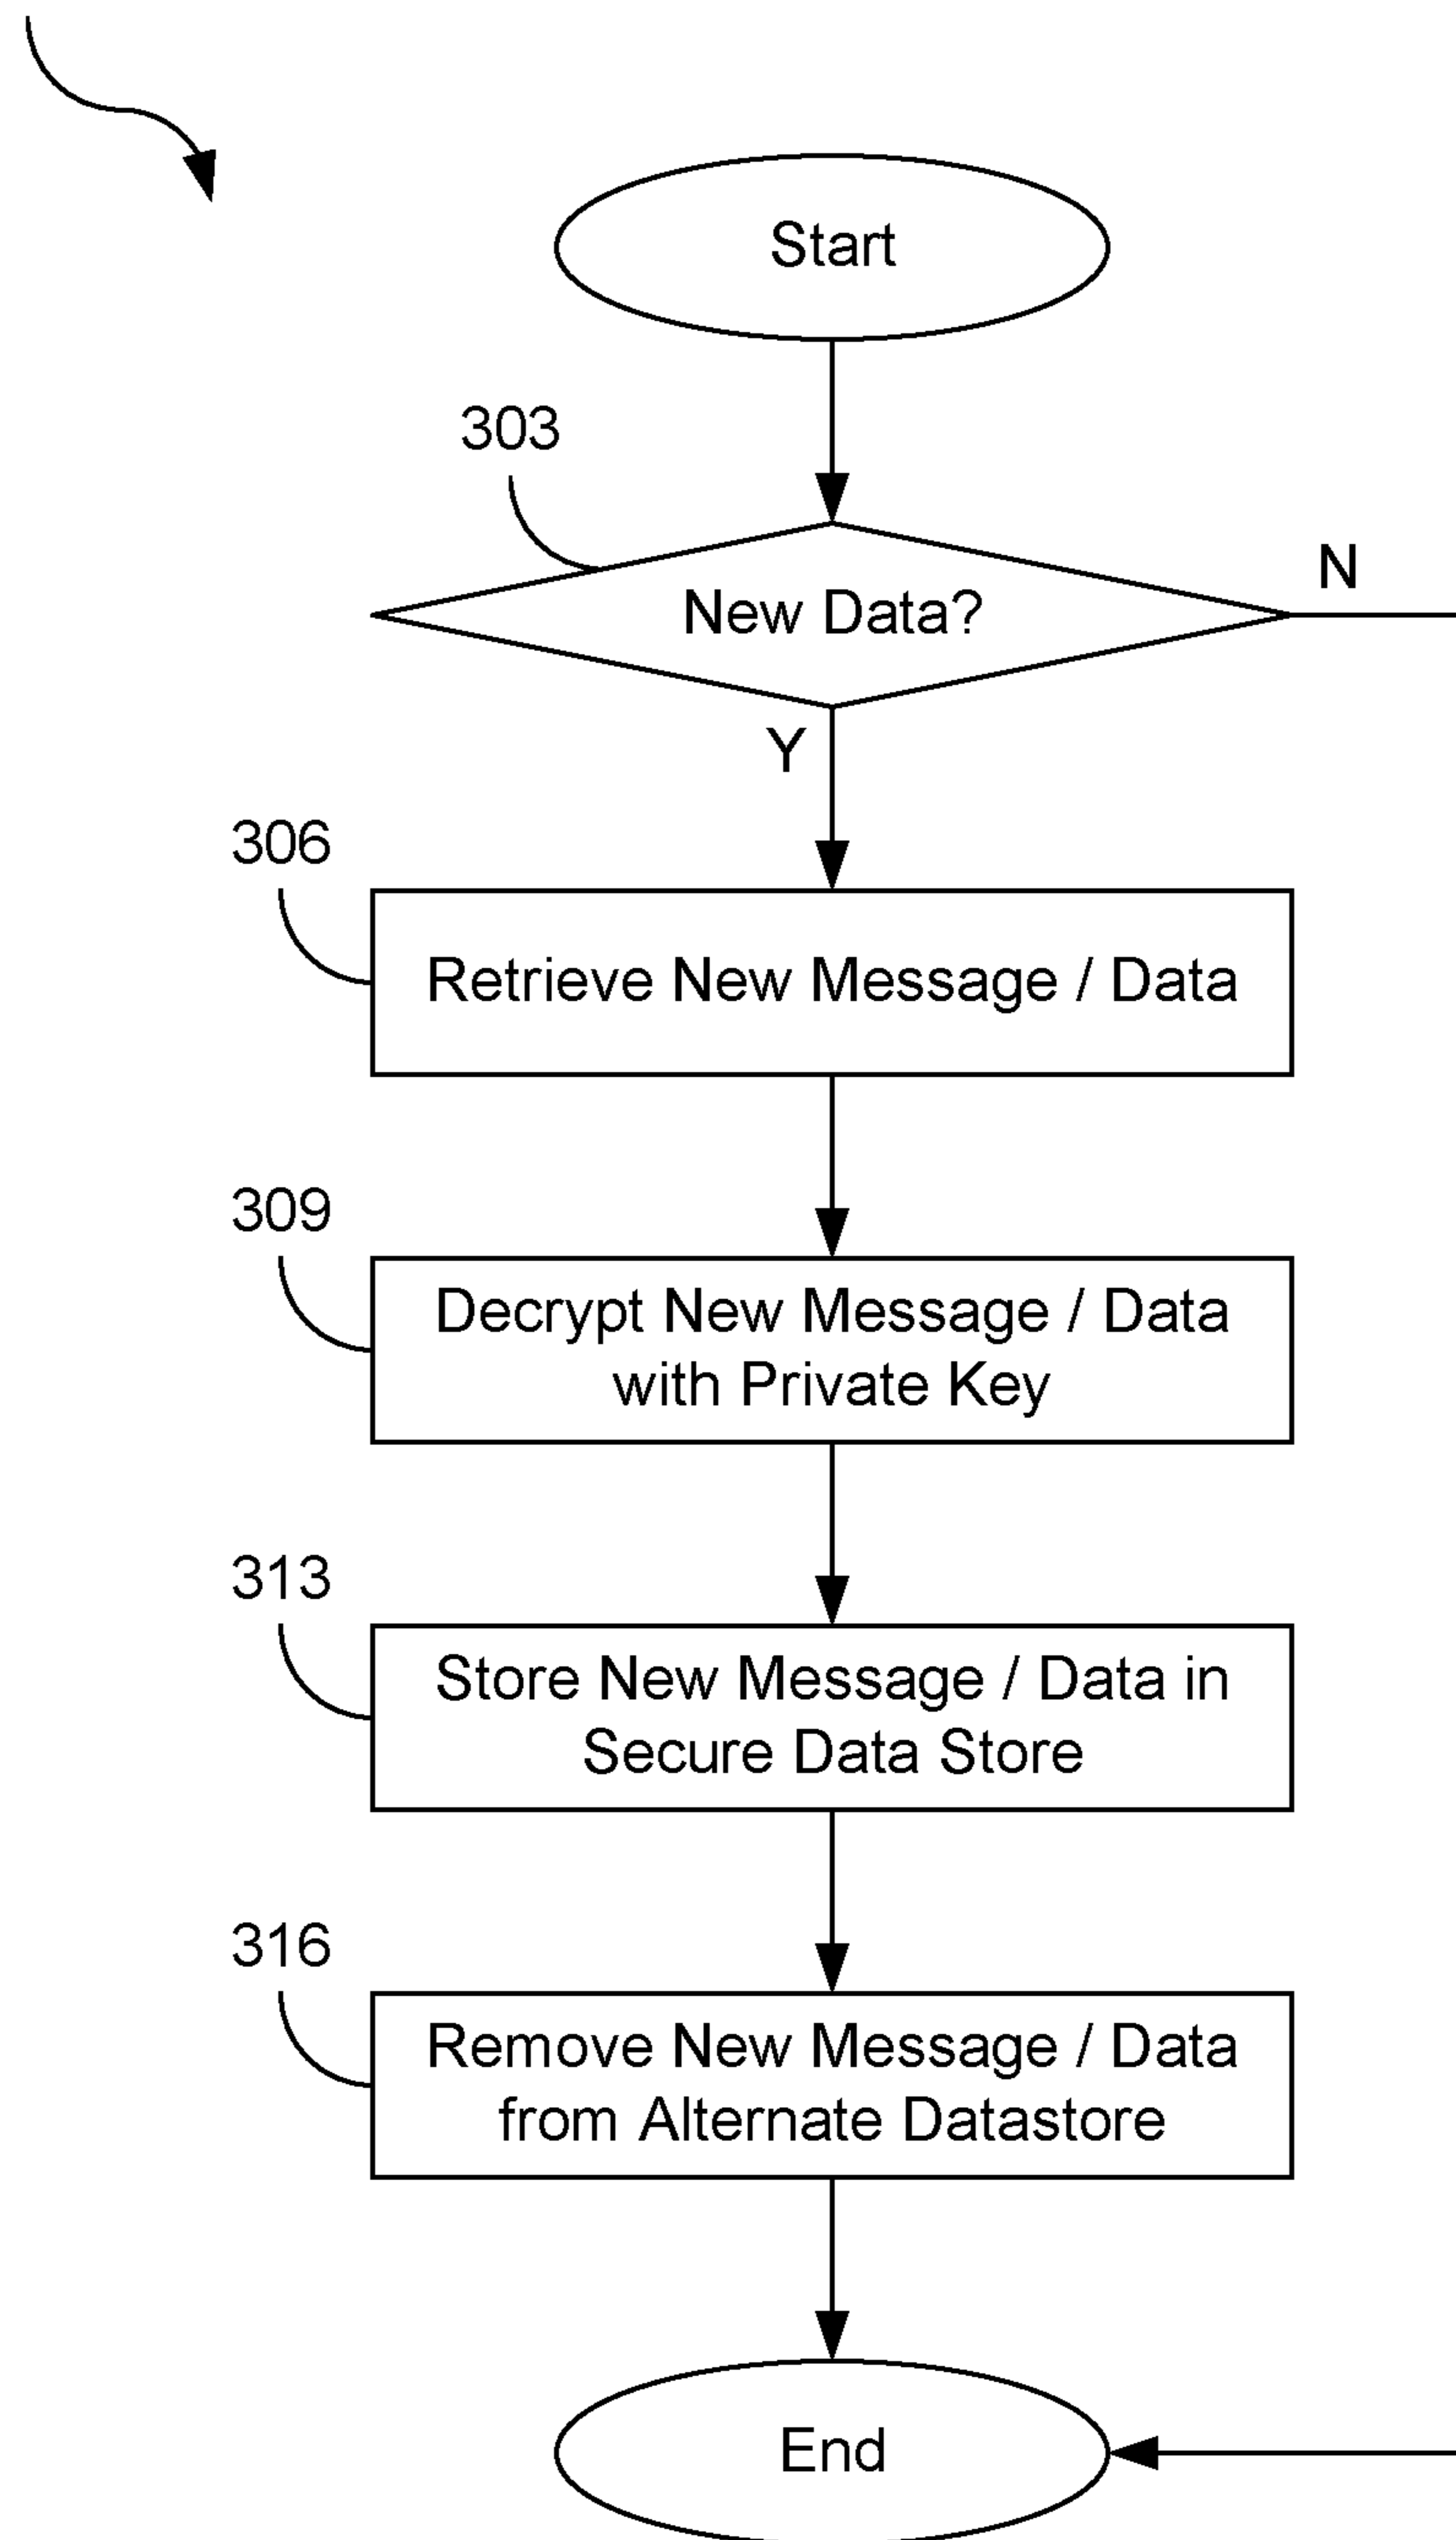 Start
303
New Data?
N
Y
306
Retrieve New Message / Data
309
Decrypt New Message / Data
with Private Key
313
Store New Message / Data in
Secure Data Store
316
Remove New Message / Data
from Alternate Datastore
End